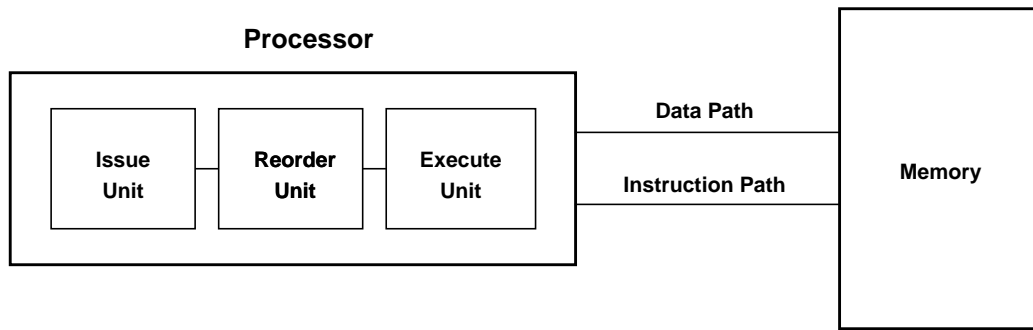 Processor
Issue
Unit
Reorder
Unit
Execute
Unit
Data Path
Instruction Path
Memory